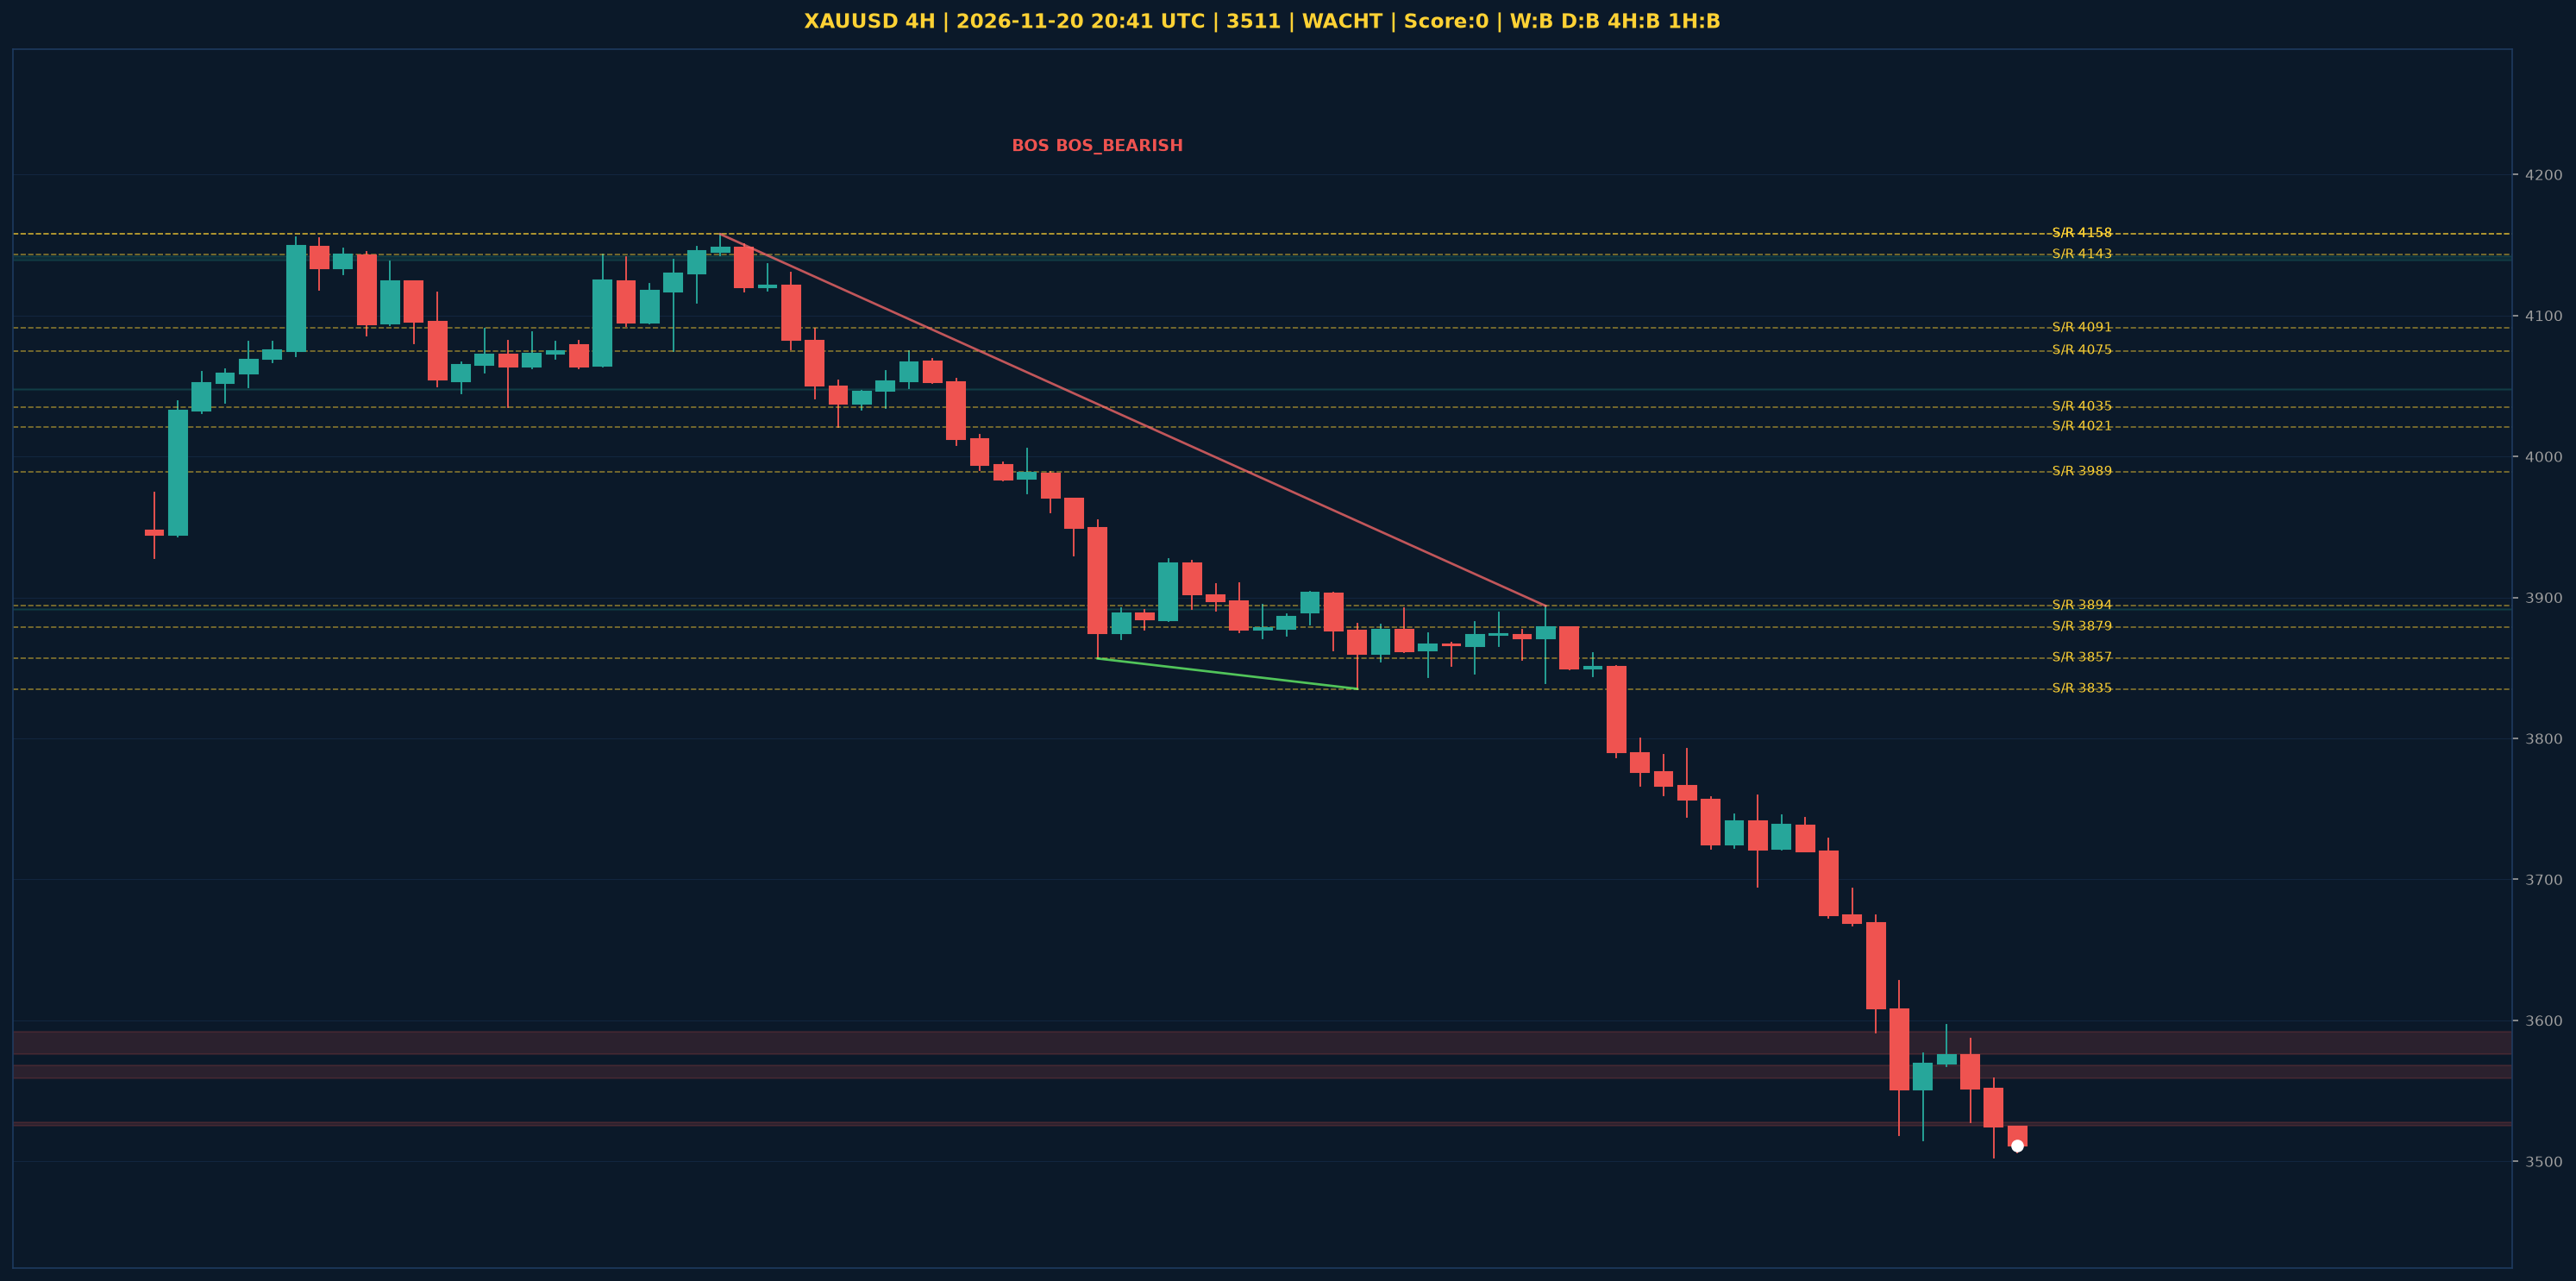 XAUUSD 4H | 2026-11-20 20:41 UTC | 3511 | WACHT | Score:0 | W:B D:B 4H:B 1H:B
BOS BOS_BEARISH
4200
S/R 4158
S/R 4143
S/R 4091
4100
S/R 4075
S/R 4035
S/R 4021
4000
S/R 3989
3900
S/R 3894
S/R 3879
S/R 3857
S/R 3835
3800
3700
3600
3500